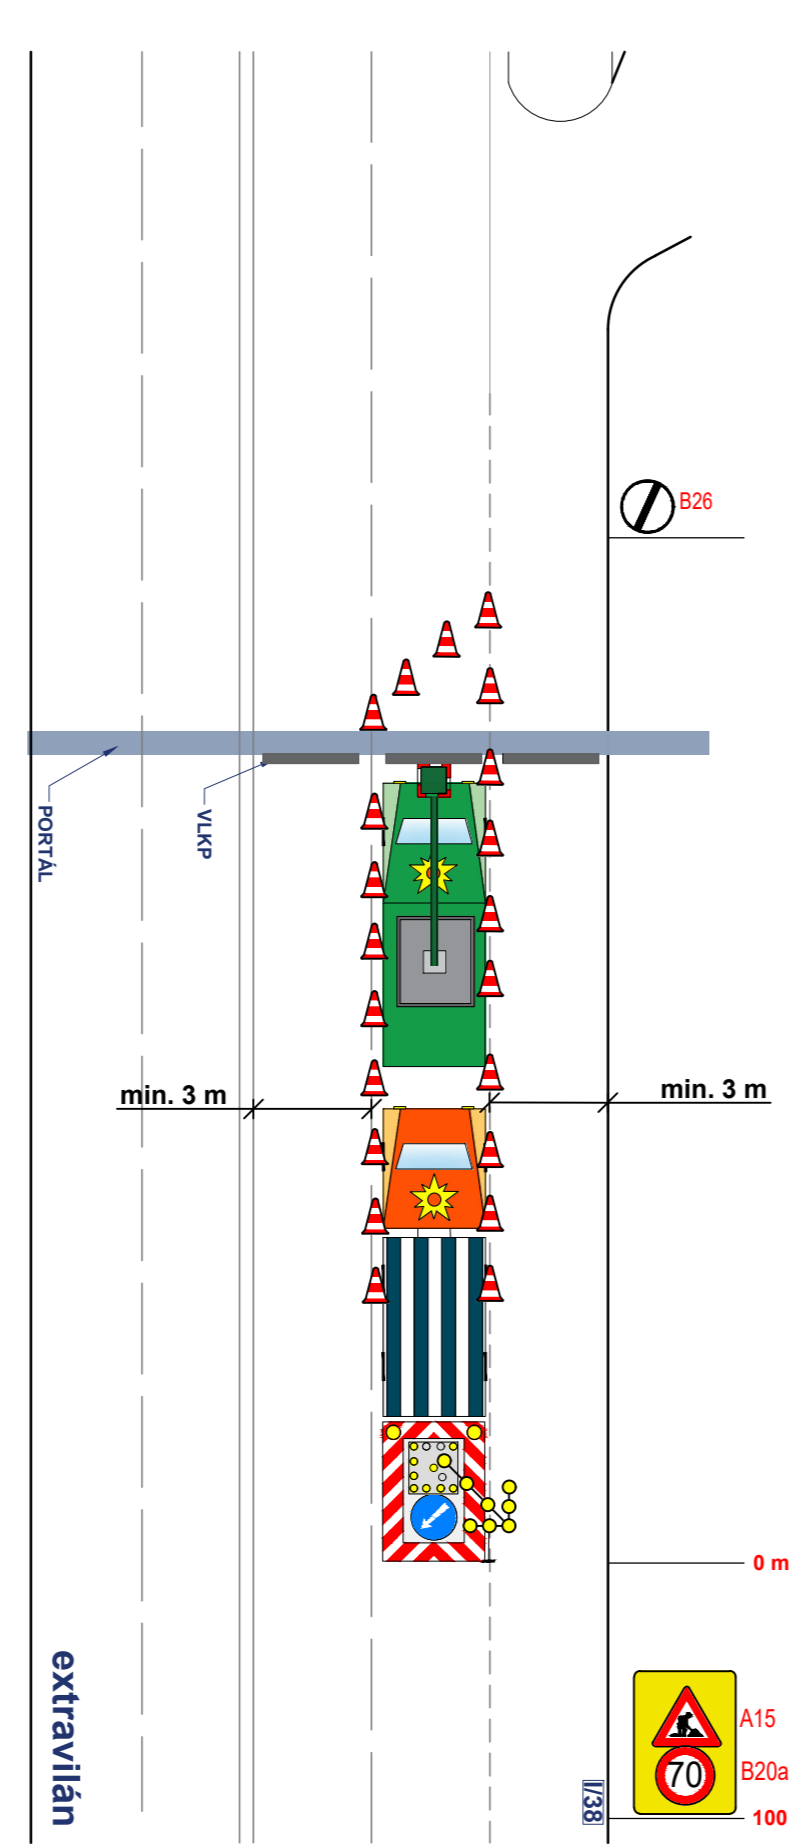 B26
PORTÁL
VLKP
min. 3 m
min. 3 m
0 m
extravilán
I/38
A15
70
B20a
100